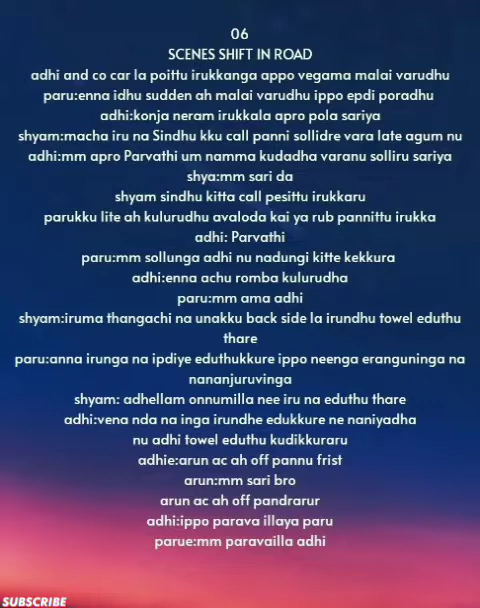 06
SCENES SHIFT IN ROAD
adhi and co car la poittu irukkanga appo vegama malai varudhu
paru:enna idhu sudden ah malai varudhu ippo epdi poradhu
adhi:konja neram irukkala apro pola sariya
shyam:macha iru na Sindhu kku call panni sollidre vara late agum nu
adhi:mm apro Parvathi um namma kudadha varanu solliru sariya
shya:mm sari da
shyam sindhu kitta call pesittu irukkaru
parukku lite ah kulurudhu avaloda kai ya rub pannittu irukka
adhi: Parvathi
paru:mm sollunga adhi nu nadungi kitte kekkura
adhi:enna achu romba kulurudha
paru:mm ama adhi
shyam:iruma thangachi na unakku back side la irundhu towel eduthu
thare
paru:anna irunga na ipdiye eduthukkure ippo neenga eranguninga na
nananjuruvinga
shyam: adhellam onnumilla nee iru na eduthu thare
adhi:vena nda na inga irundhe edukkure ne naniyadha
nu adhi towel eduthu kudikkuraru
adhie:arun ac ah off pannu frist
arun:mm sari bro
arun ac ah off pandrarur
adhi:ippo parava illaya paru
parue:mm paravailla adhi
SUBSCRIBE